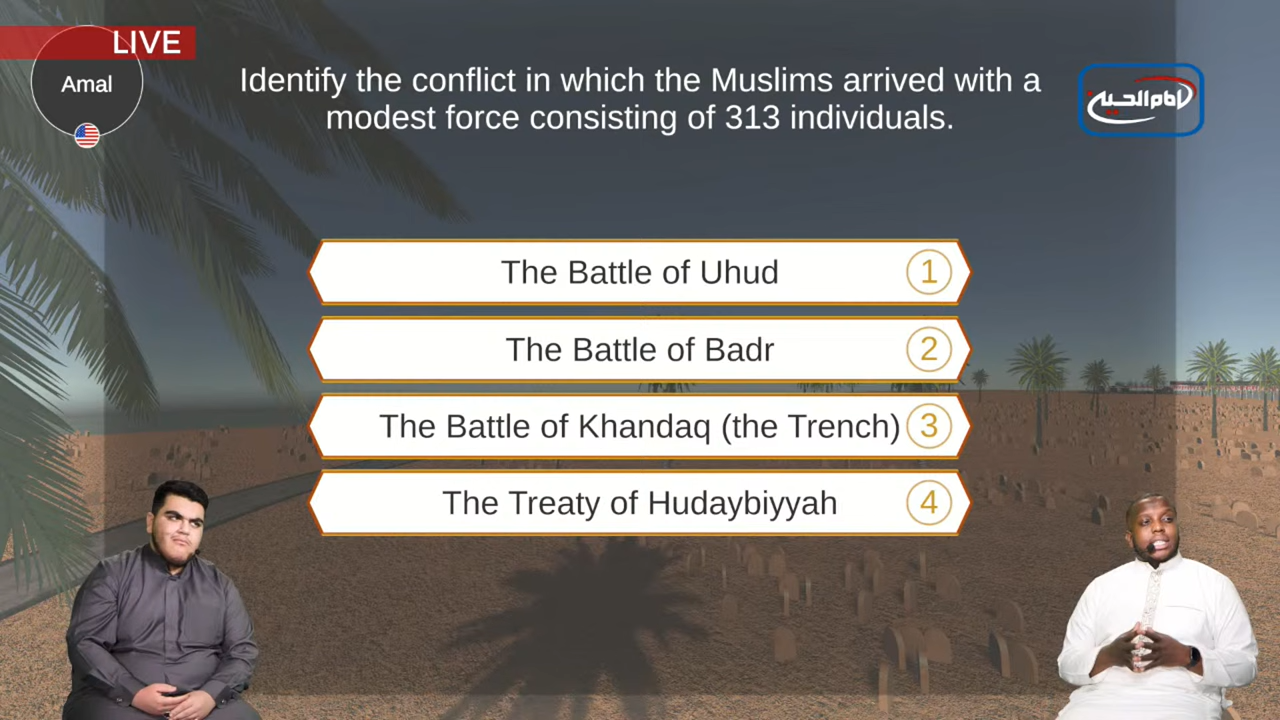 LIVE
Amal
Identify the conflict in which the Muslims arrived with a
modest force consisting of 313 individuals.
امام الحسین
The Battle of Uhud 1
The Battle of Badr 2
The Battle of Khandaq (the Trench) 3
The Treaty of Hudaybiyyah 4